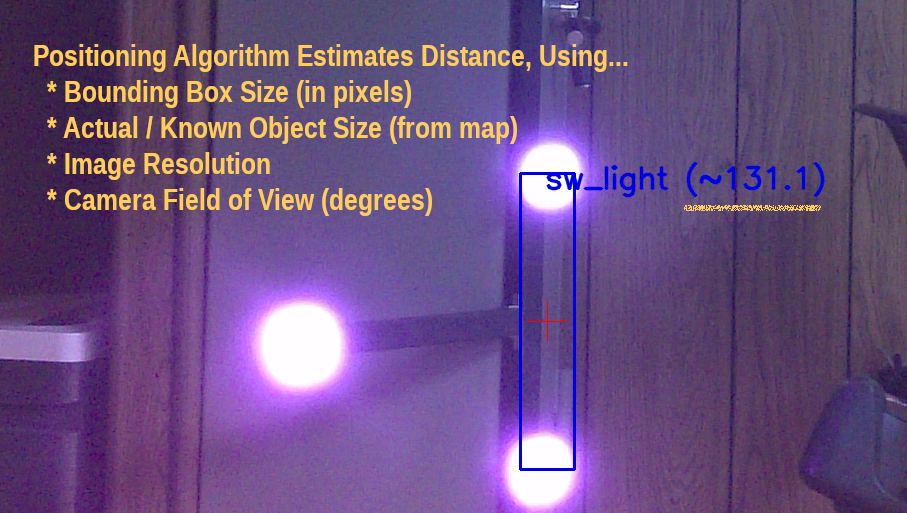 Positioning Algorithm Estimates Distance, Using...
* Bounding Box Size (in pixels)
* Actual / Known Object Size (from map)
* Image Resolution
* Camera Field of View (degrees)
sw_light (~131.1)